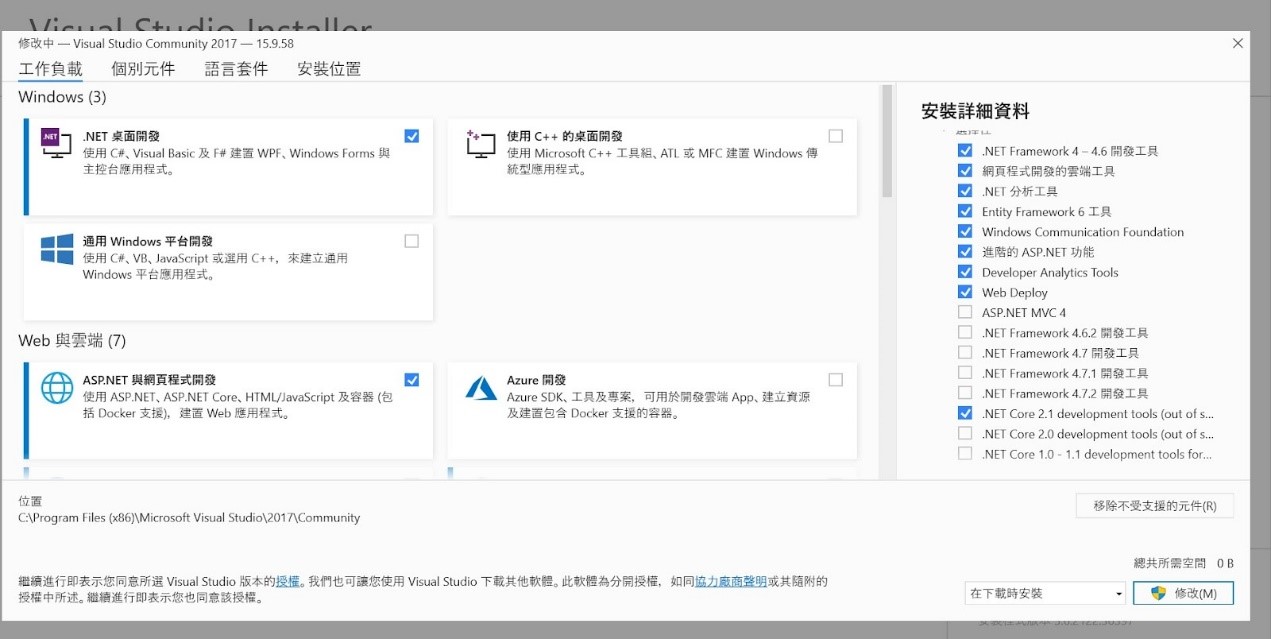 Visual Studio Installer
修改中 — Visual Studio Community 2017 — 15.9.58
工作負載 個別元件 語言套件 安裝位置
Windows (3)
.NET
.NET 桌面開發
使用 C#、Visual Basic 及 F# 建置 WPF、Windows Forms 與
主控台應用程式。
使用 C++ 的桌面開發
使用 Microsoft C++ 工具組、ATL 或 MFC 建置 Windows 傳
統型應用程式。
通用 Windows 平台開發
使用 C#、VB、JavaScript 或選用 C++，來建立通用
Windows 平台應用程式。
Web 與雲端 (7)
ASP.NET 與網頁程式開發
使用 ASP.NET、ASP.NET Core、HTML/JavaScript 及容器 (包
括 Docker 支援)，建置 Web 應用程式。
Azure 開發
Azure SDK、工具及專案，可用於開發雲端 App、建立資源
及建置包含 Docker 支援的容器。
安裝詳細資料
.NET Framework 4 – 4.6 開發工具
網頁程式開發的雲端工具
.NET 分析工具
Entity Framework 6 工具
Windows Communication Foundation
進階的 ASP.NET 功能
Developer Analytics Tools
Web Deploy
ASP.NET MVC 4
.NET Framework 4.6.2 開發工具
.NET Framework 4.7 開發工具
.NET Framework 4.7.1 開發工具
.NET Framework 4.7.2 開發工具
.NET Core 2.1 development tools (out of s...
.NET Core 2.0 development tools (out of s...
.NET Core 1.0 - 1.1 development tools for...
位置
C:\Program Files (x86)\Microsoft Visual Studio\2017\Community
移除不受支援的元件(R)
總共所需空間 0 B
繼續進行即表示您同意所選 Visual Studio 版本的授權。我們也可讓您使用 Visual Studio 下載其他軟體。此軟體為分開授權，如同協力廠商聲明或其隨附的
授權中所述。繼續進行即表示您也同意該授權。
在下載時安裝
修改(M)